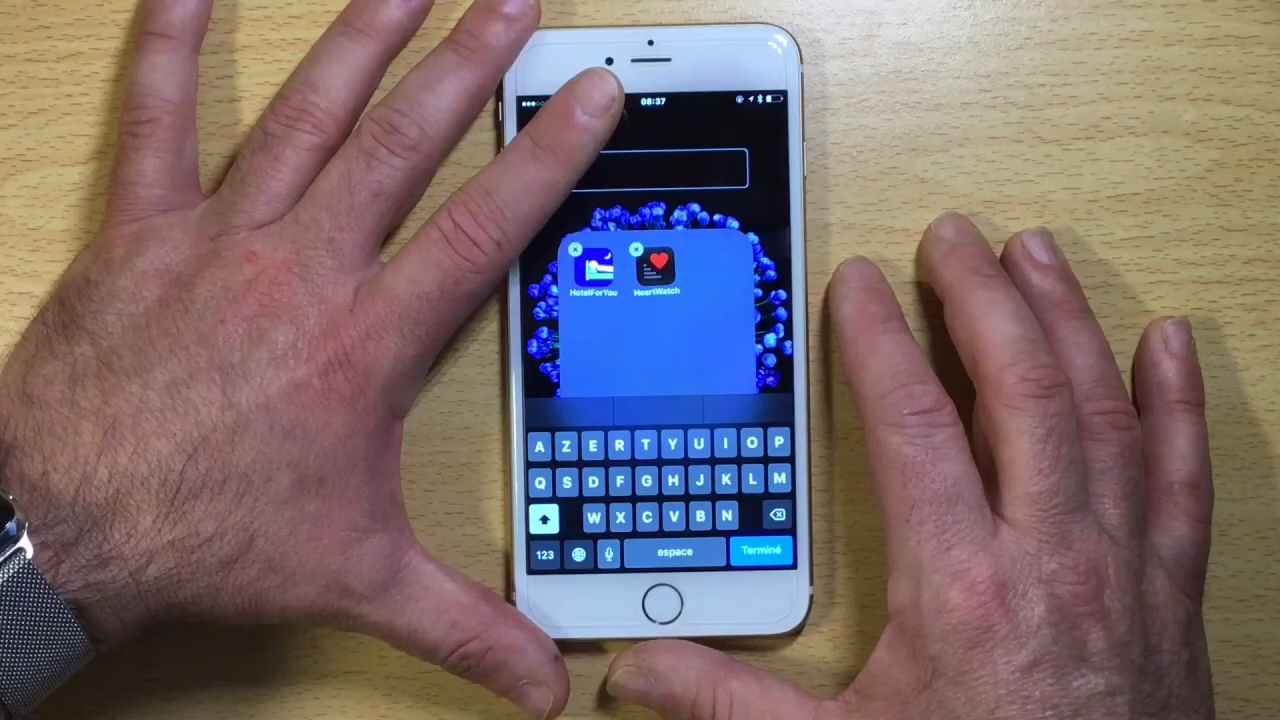 08:37
HotelForYou HeartWatch
A Z E R T Y U I O P
Q S D F G H J K L M
W X C V B N
123 espace Terminé